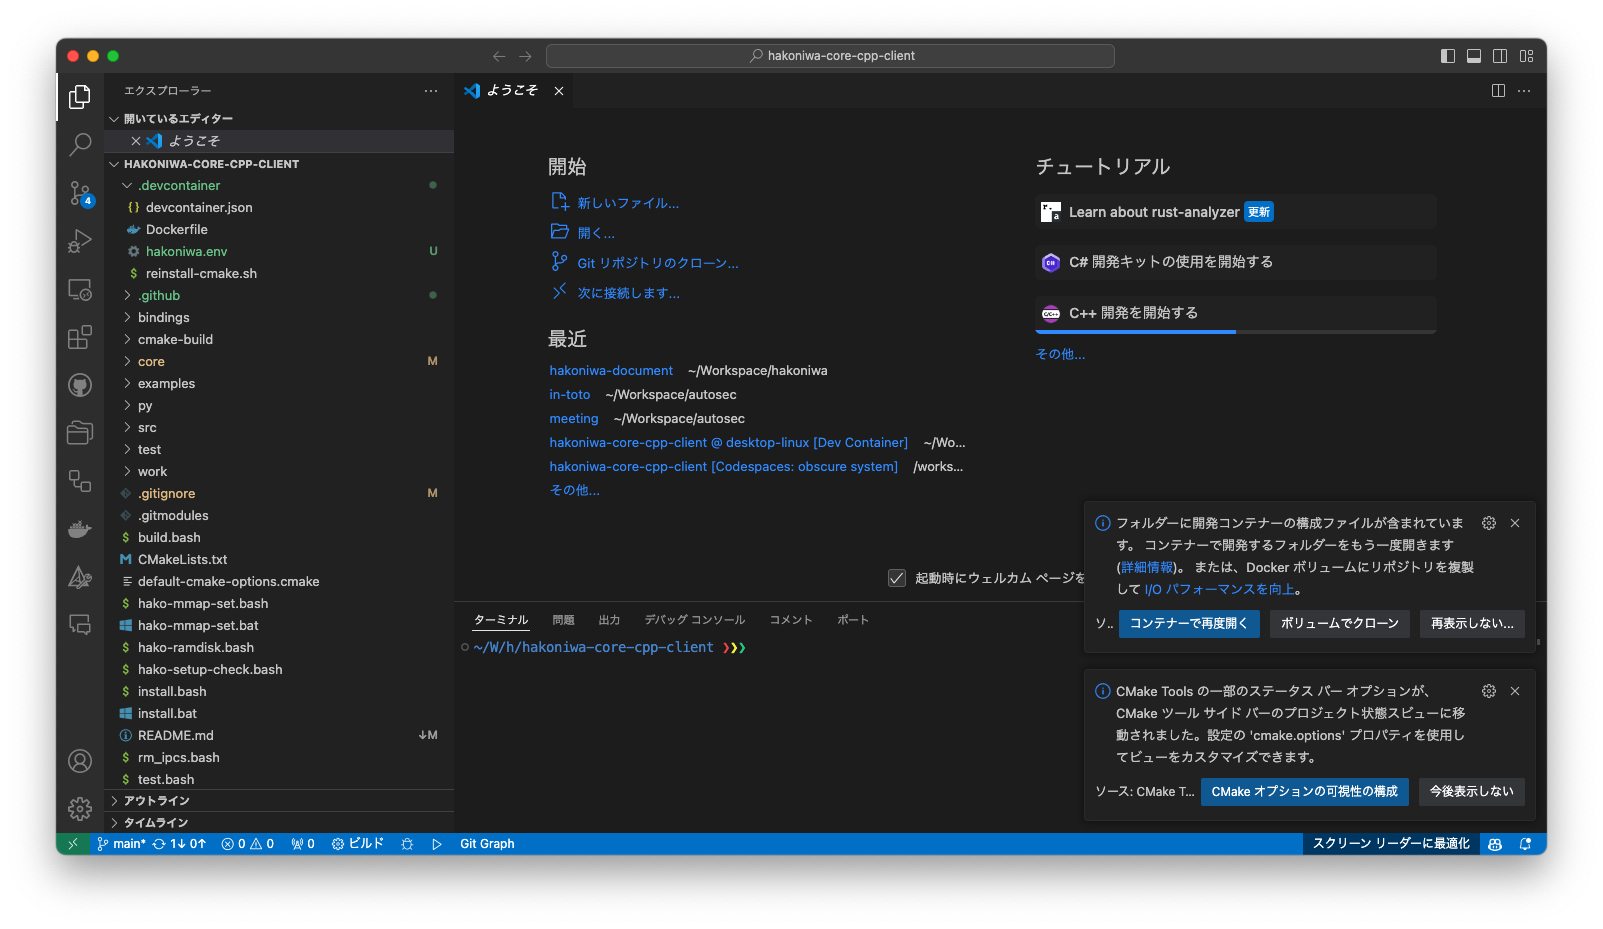 hakoniwa-core-cpp-client
エクスプローラー
開いているエディター
ようこそ
HAKONIWA-CORE-CPP-CLIENT
.devcontainer
devcontainer.json
Dockerfile
hakoniwa.env U
reinstall-cmake.sh
.github
bindings
cmake-build
core M
examples
py
src
test
work
.gitignore M
.gitmodules
build.bash
CMakeLists.txt
default-cmake-options.cmake
hako-mmap-set.bash
hako-mmap-set.bat
hako-ramdisk.bash
hako-setup-check.bash
install.bash
install.bat
README.md ↓M
rm_ipcs.bash
test.bash
アウトライン
タイムライン
4
ようこそ
開始
新しいファイル...
開く...
Git リポジトリのクローン...
次に接続します...
最近
hakoniwa-document ~/Workspace/hakoniwa
in-toto ~/Workspace/autosec
meeting ~/Workspace/autosec
hakoniwa-core-cpp-client @ desktop-linux [Dev Container] ~/Wo...
hakoniwa-core-cpp-client [Codespaces: obscure system] /works...
その他...
チュートリアル
Learn about rust-analyzer 更新
C# 開発キットの使用を開始する
C++ 開発を開始する
その他...
起動時にウェルカム ページを
ターミナル 問題 出力 デバッグ コンソール コメント ポート
~/W/h/hakoniwa-core-cpp-client ❯❯❯
フォルダーに開発コンテナーの構成ファイルが含まれていま
す。 コンテナーで開発するフォルダーをもう一度開きます
(詳細情報)。 または、Docker ボリュームにリポジトリを複製
して I/O パフォーマンスを向上。
ソ.. コンテナーで再度開く ボリュームでクローン 再表示しない...
CMake Tools の一部のステータス バー オプションが、
CMake ツール サイド バーのプロジェクト状態スビューに移
動されました。設定の 'cmake.options' プロパティを使用し
てビューをカスタマイズできます。
ソース: CMake T... CMake オプションの可視性の構成 今後表示しない
main* 1↓ 0↑ 0 0 0 ビルド Git Graph スクリーン リーダーに最適化